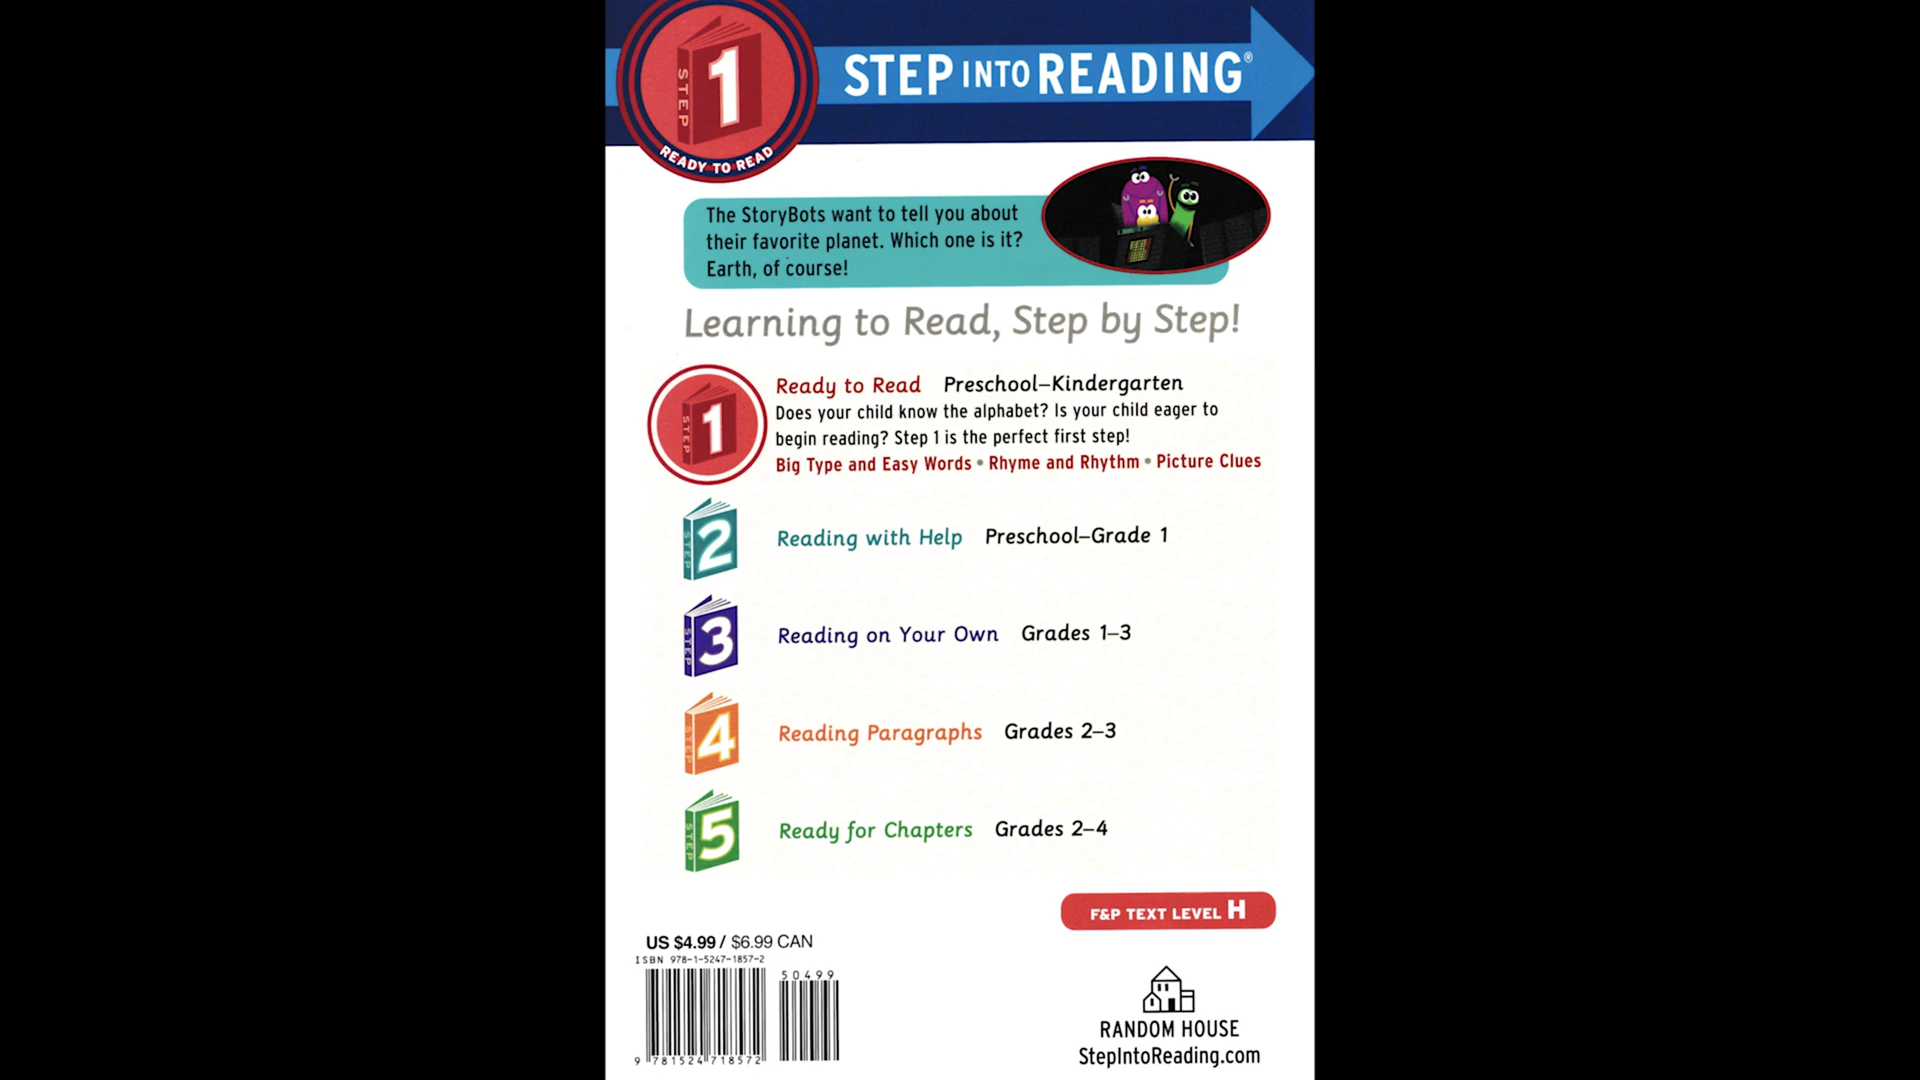 STEP 1
READY TO READ
STEP INTO READING®
The StoryBots want to tell you about
their favorite planet. Which one is it?
Earth, of course!
Learning to Read, Step by Step!
STEP 1
Ready to Read Preschool–Kindergarten
Does your child know the alphabet? Is your child eager to
begin reading? Step 1 is the perfect first step!
Big Type and Easy Words • Rhyme and Rhythm • Picture Clues
STEP 2
Reading with Help Preschool–Grade 1
STEP 3
Reading on Your Own Grades 1–3
STEP 4
Reading Paragraphs Grades 2–3
STEP 5
Ready for Chapters Grades 2–4
F&P TEXT LEVEL H
US $4.99 / $6.99 CAN
ISBN 978-1-5247-1857-2
50499
9 781524 718572
RANDOM HOUSE
StepIntoReading.com